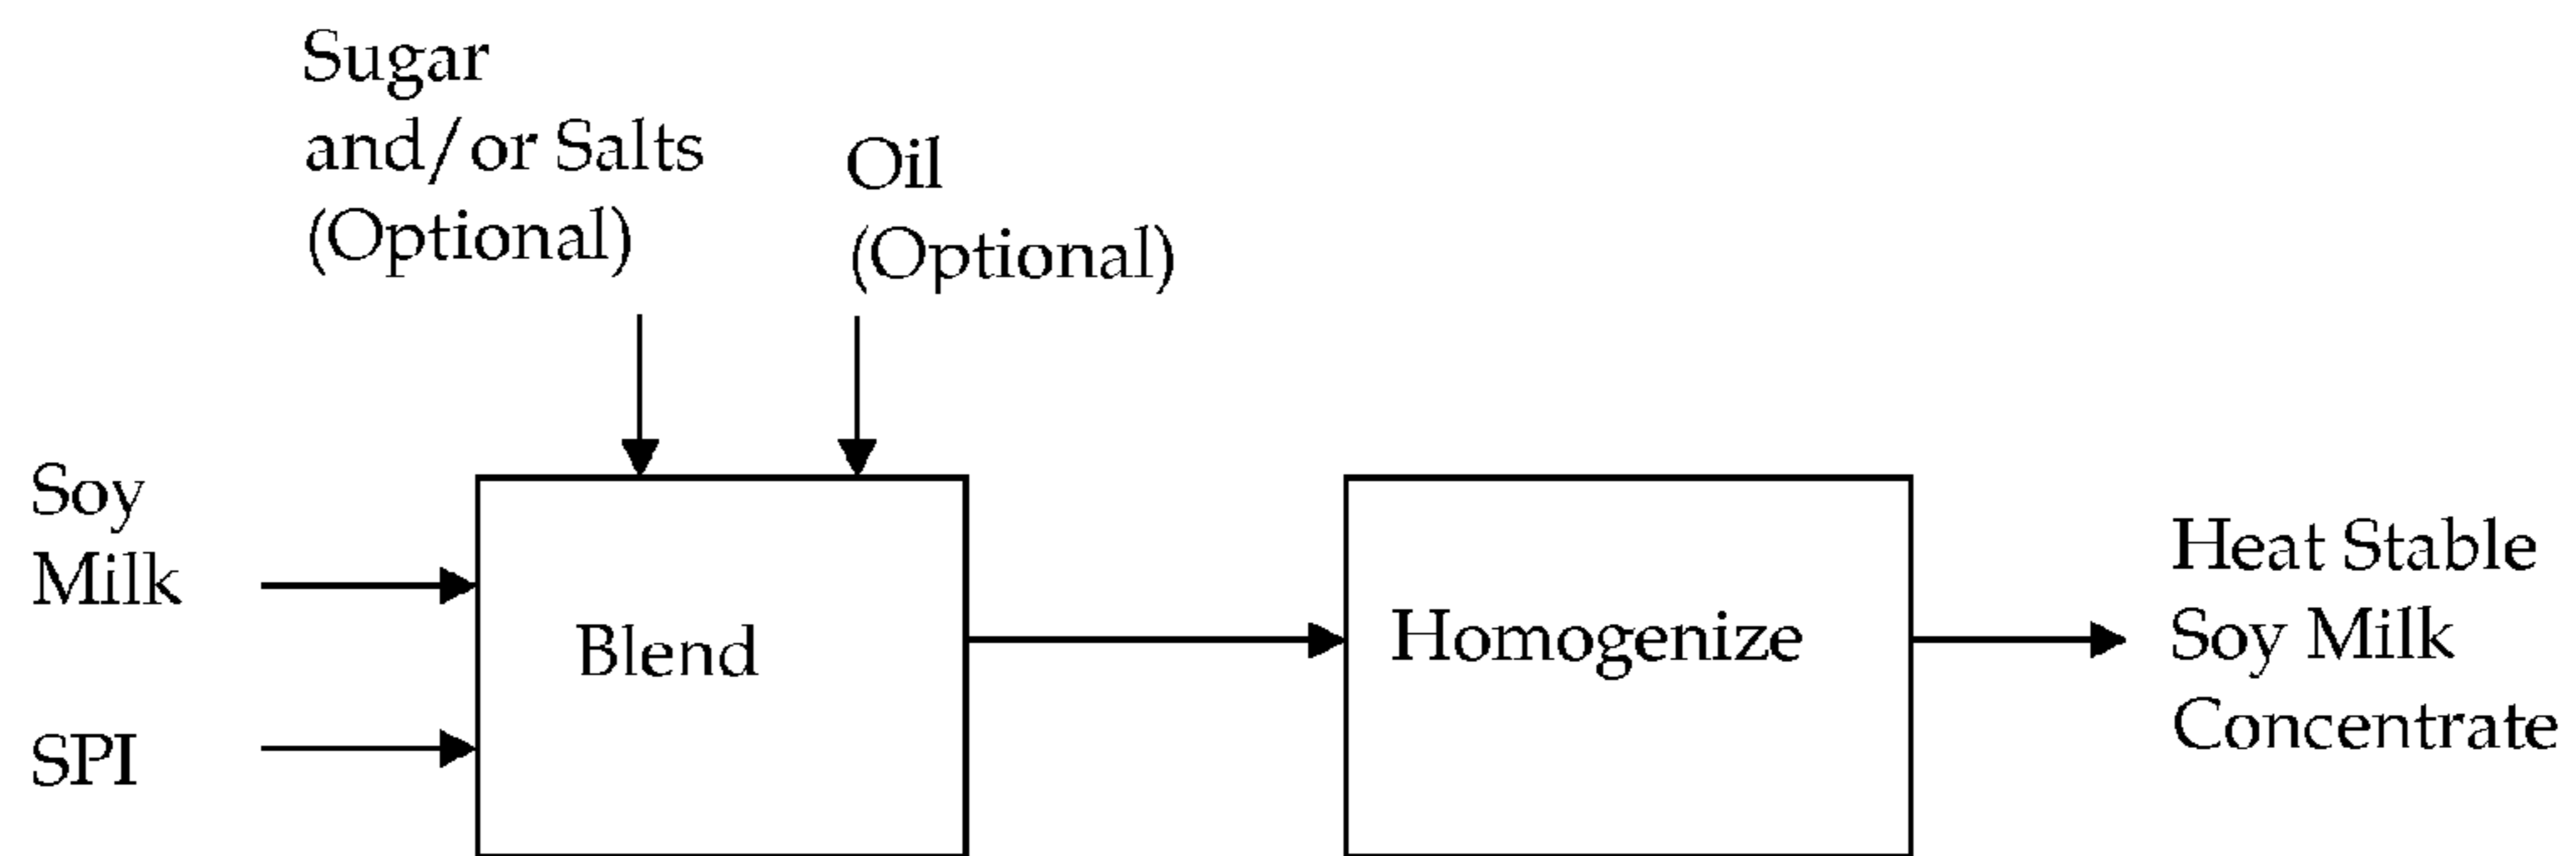 Sugar
and/or Salts
(Optional)
Oil
(Optional)
Soy
Milk
SPI
Blend
Homogenize
Heat Stable
Soy Milk
Concentrate